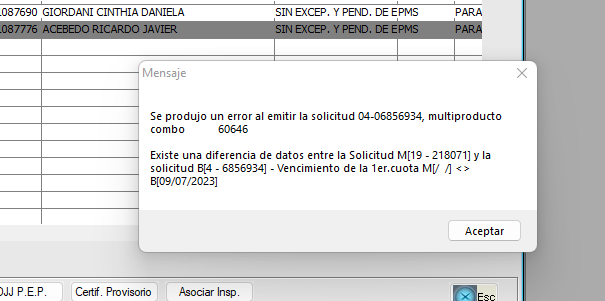 1087690 GIORDANI CINTHIA DANIELA SIN EXCEP. Y PEND. DE EPMS PARA
1087776 ACEBEDO RICARDO JAVIER SIN EXCEP. Y PEND. DE EPMS PARA
Mensaje
Se produjo un error al emitir la solicitud 04-06856934, multiproducto
combo 60646
Existe una diferencia de datos entre la Solicitud M[19 - 218071] y la
solicitud B[4 - 6856934] - Vencimiento de la 1er.cuota M[/ /] <>
B[09/07/2023]
Aceptar
DJJ P.E.P. Certif. Provisorio Asociar Insp. Esc